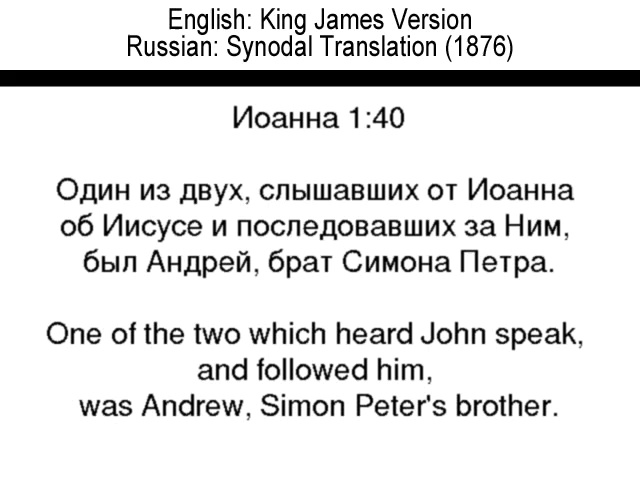 English: King James Version
Russian: Synodal Translation (1876)
Иоанна 1:40
Один из двух, слышавших от Иоанна
об Иисусе и последовавших за Ним,
был Андрей, брат Симона Петра.
One of the two which heard John speak,
and followed him,
was Andrew, Simon Peter's brother.